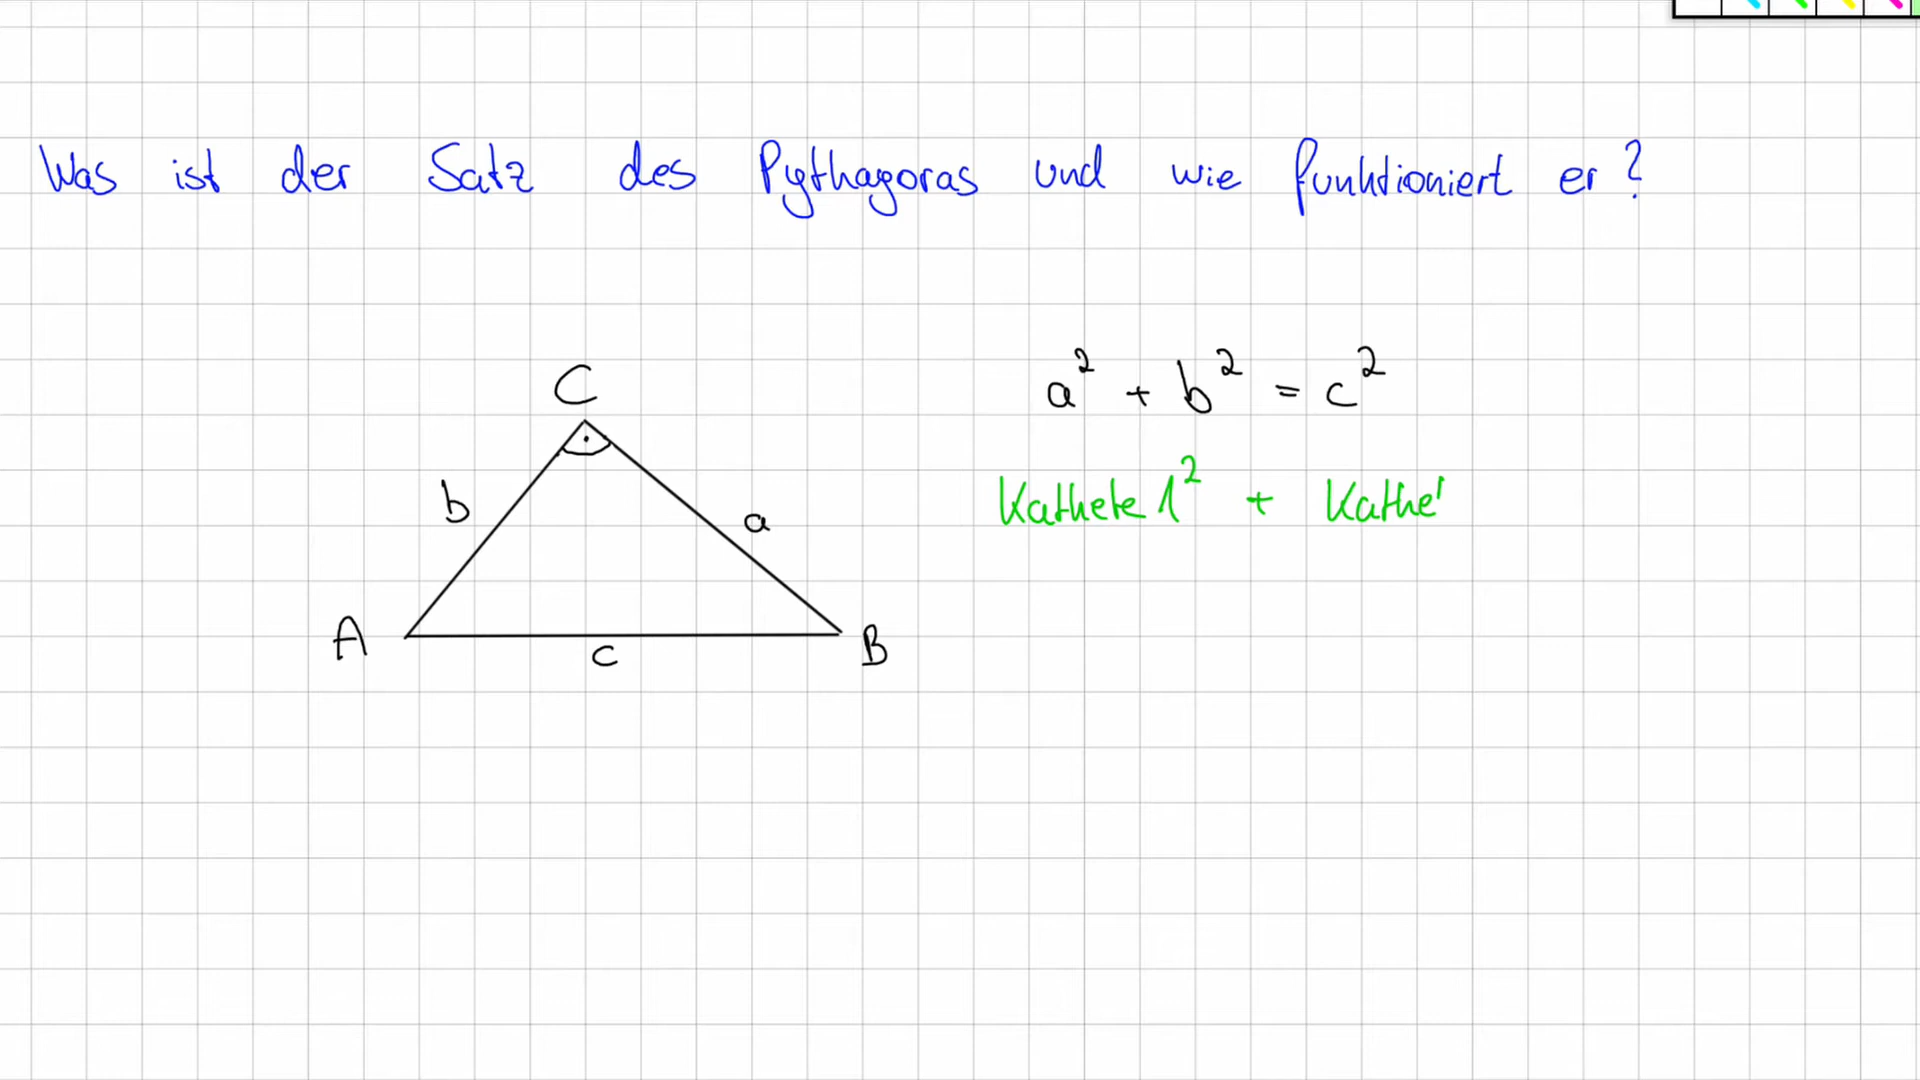 Was ist der Satz des Pythagoras und wie funktioniert er?
C
a² + b² = c²
Kathete 1² + Kathe
b
a
A
B
c